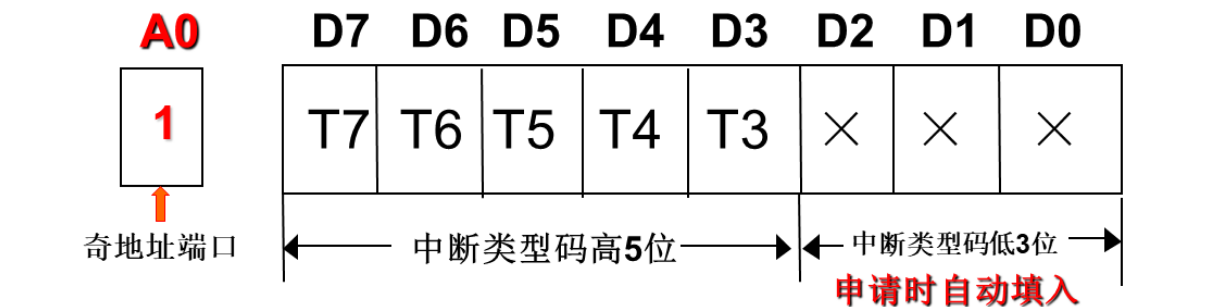 A0 D7 D6 D5 D4 D3 D2 D1 D0
1 T7 T6 T5 T4 T3 × × ×
奇地址端口 中断类型码高5位 中断类型码低3位
申请时自动填入